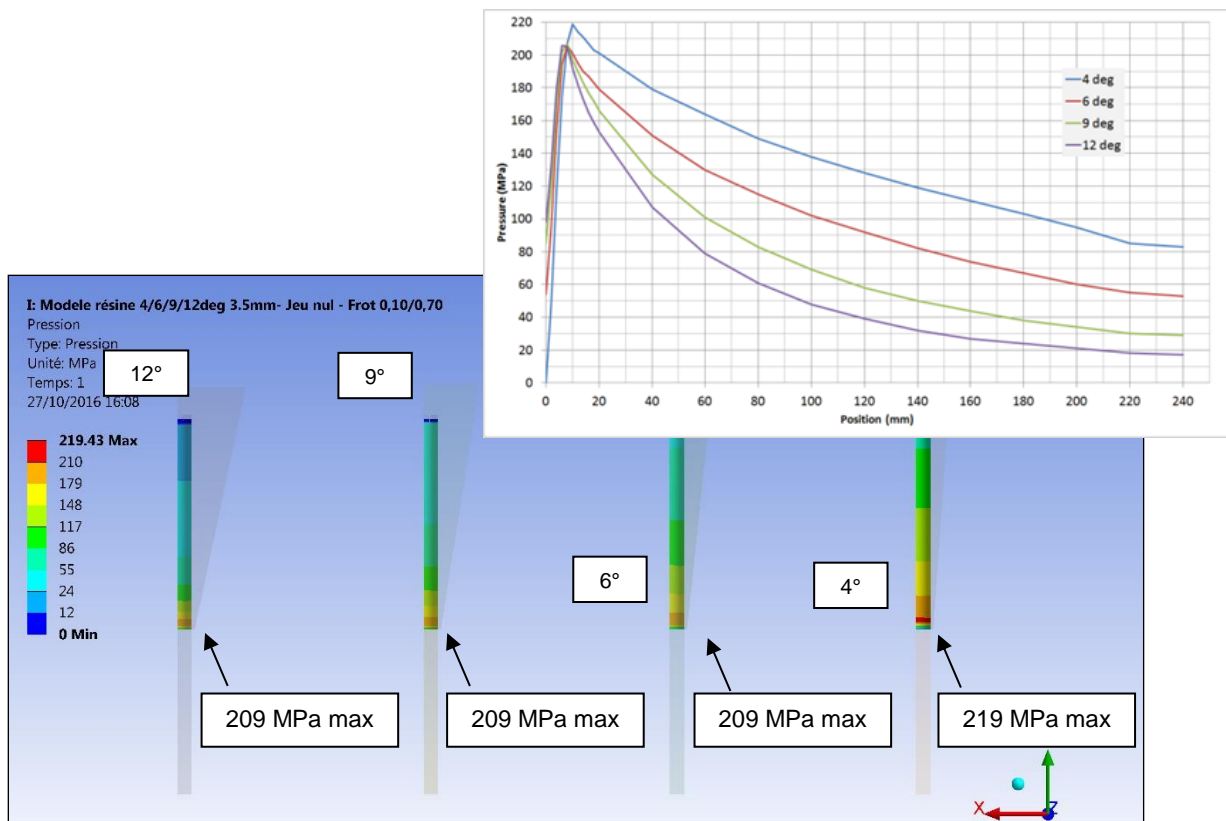 220
200
180
160
140
120
100
80
60
40
20
0
Pressure (MPa)
0 20 40 60 80 100 120 140 160 180 200 220 240
Position (mm)
4 deg
6 deg
9 deg
12 deg
I: Modele résine 4/6/9/12deg 3.5mm- Jeu nul - Frot 0,10/0,70
Pression
Type: Pression
Unité: MPa
Temps: 1
27/10/2016 16:08
219.43 Max
210
179
148
117
86
55
24
12
0 Min
12°
9°
6°
4°
209 MPa max
209 MPa max
209 MPa max
219 MPa max
X
Z